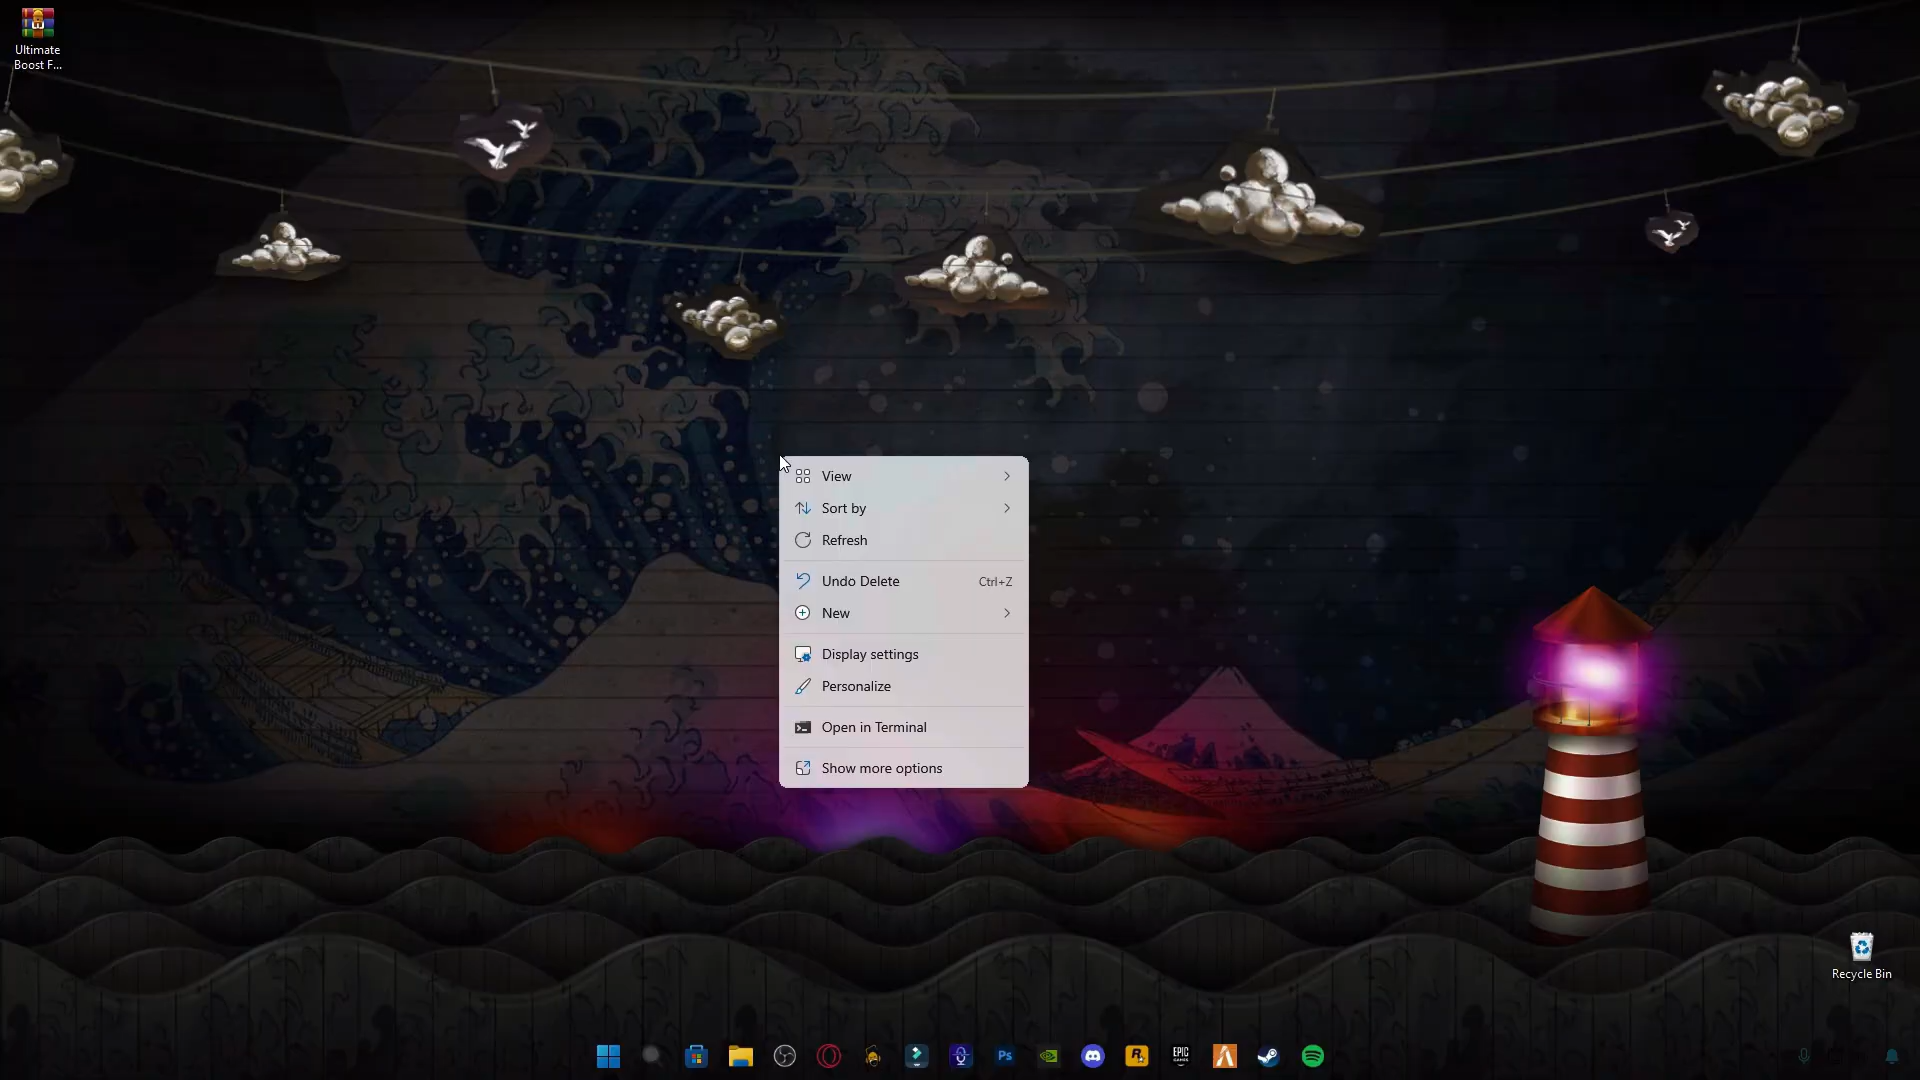 Ultimate
Boost F...
View
Sort by
Refresh
Undo Delete Ctrl+Z
New
Display settings
Personalize
Open in Terminal
Show more options
Recycle Bin
Ps
R
EPIC
GAMES